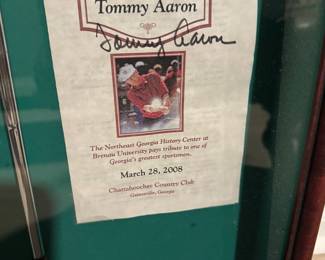 Tommy Aaron
Tommy Aaron
The Northeast Georgia History Center at
Brenau University pays tribute to one of
Georgia's greatest sportsmen.
March 28, 2008
Chattahoochee Country Club
Gainesville, Georgia